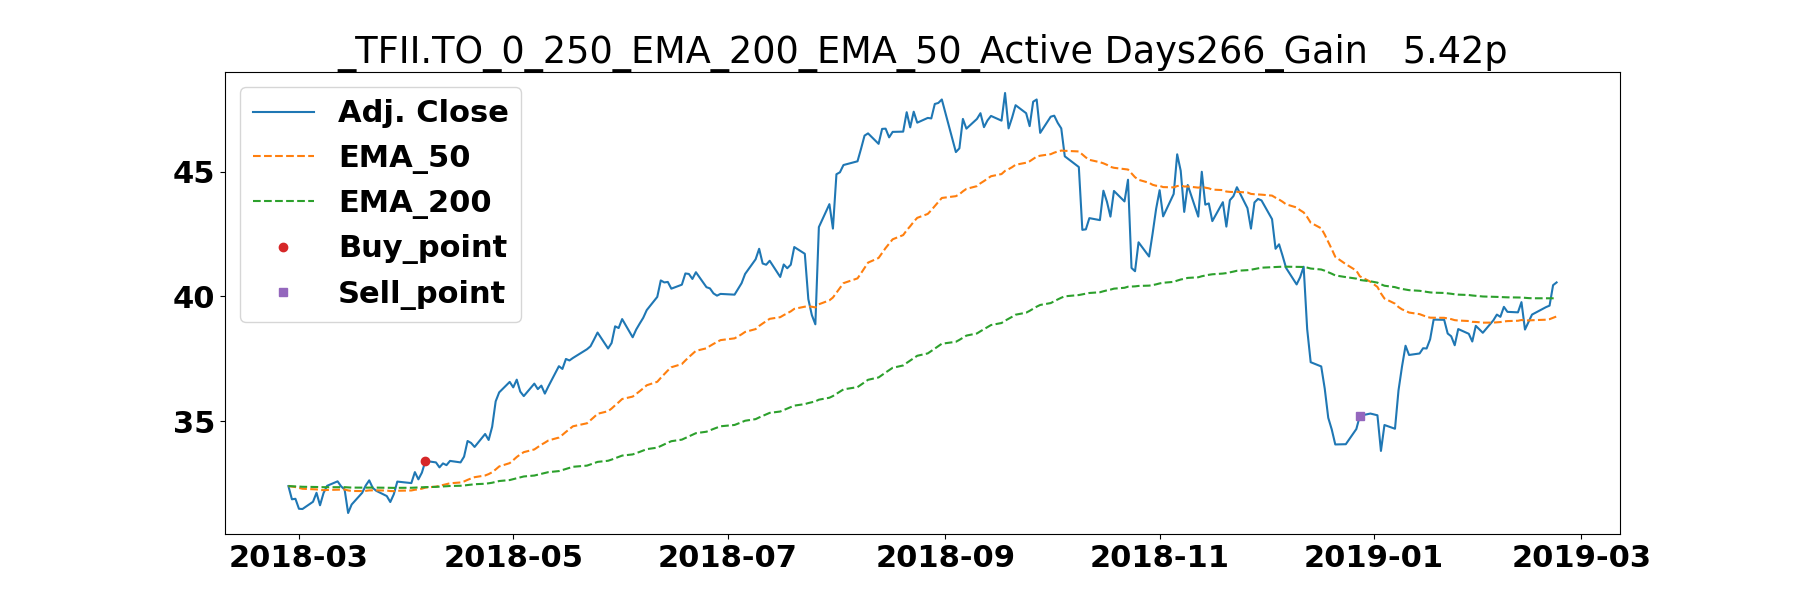 _TFII.TO_0_250_EMA_200_EMA_50_Active Days266_Gain   5.42p
Adj. Close
EMA_50
EMA_200
Buy_point
Sell_point
45
40
35
2018-03 2018-05 2018-07 2018-09 2018-11 2019-01 2019-03